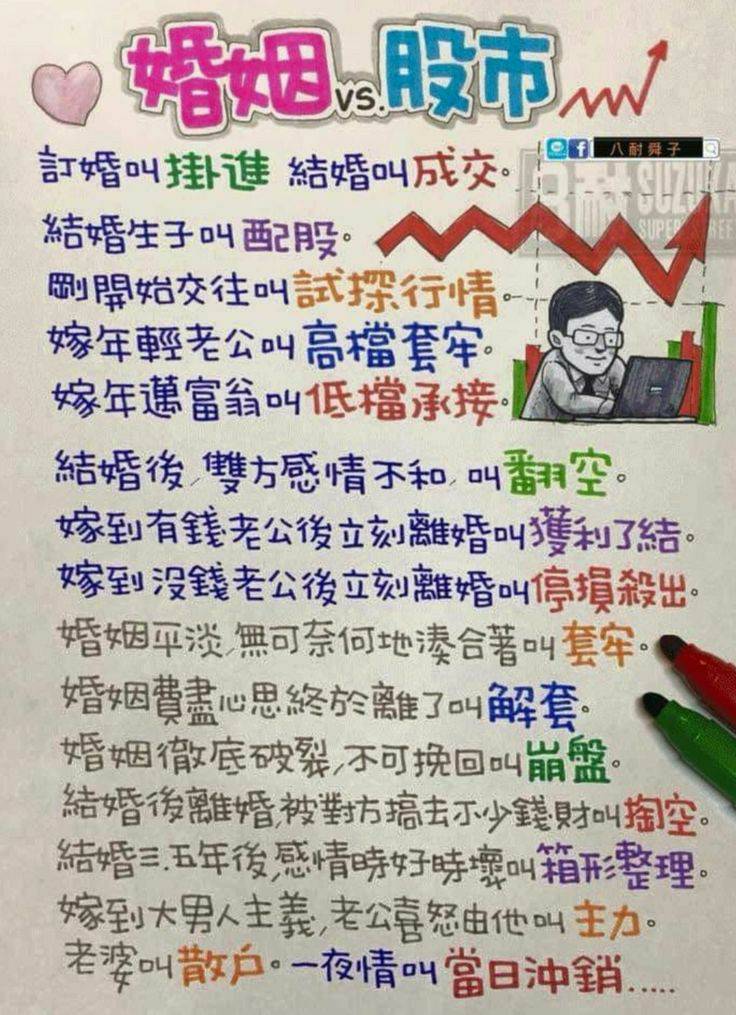 婚姻vs.股市
八耐舜子
訂婚叫掛進 結婚叫成交。
SUZUKA
結婚生子叫配股。
剛開始交往叫試探行情。
嫁年輕老公叫高檔套牢。
嫁年邁富翁叫低檔承接。
結婚後,雙方感情不和,叫翻空。
嫁到有錢老公後立刻離婚叫獲利了結。
嫁到沒錢老公後立刻離婚叫停損殺出。
婚姻平淡,無可奈何地湊合著叫套牢。
婚姻費盡心思終於離了叫解套。
婚姻徹底破裂,不可挽回叫崩盤。
結婚後離婚,被對方搞去不少錢財叫掏空。
結婚三.五年後,感情時好時壞叫箱形整理。
嫁到大男人主義,老公喜怒由他叫主力。
老婆叫散戶。一夜情叫當日沖銷.....